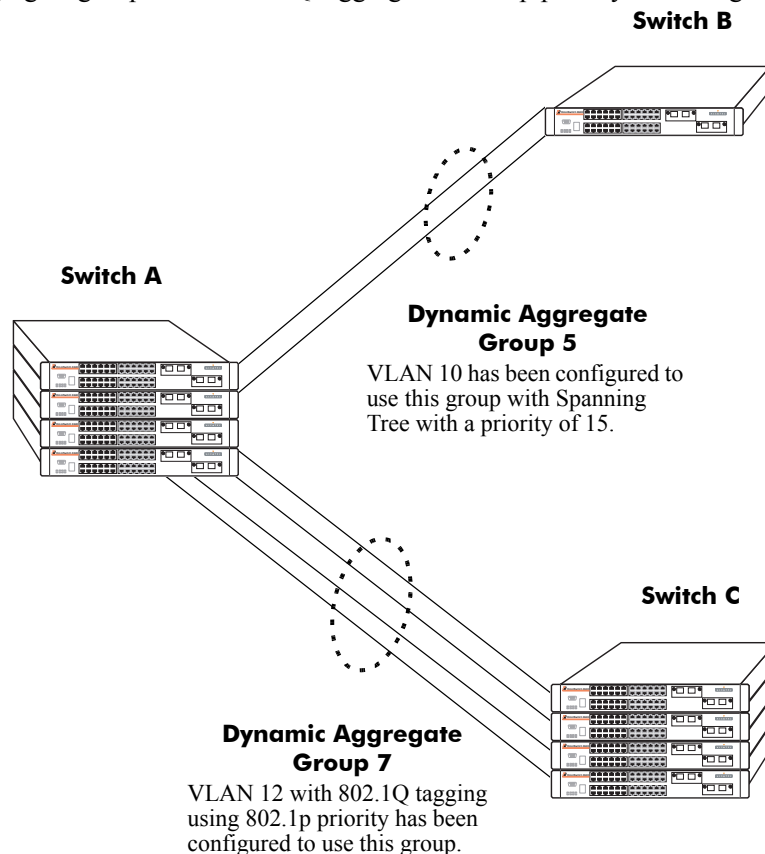 Switch B
Switch A
Dynamic Aggregate
Group 5
VLAN 10 has been configured to
use this group with Spanning
Tree with a priority of 15.
Switch C
Dynamic Aggregate
Group 7
VLAN 12 with 802.1Q tagging
using 802.1p priority has been
configured to use this group.